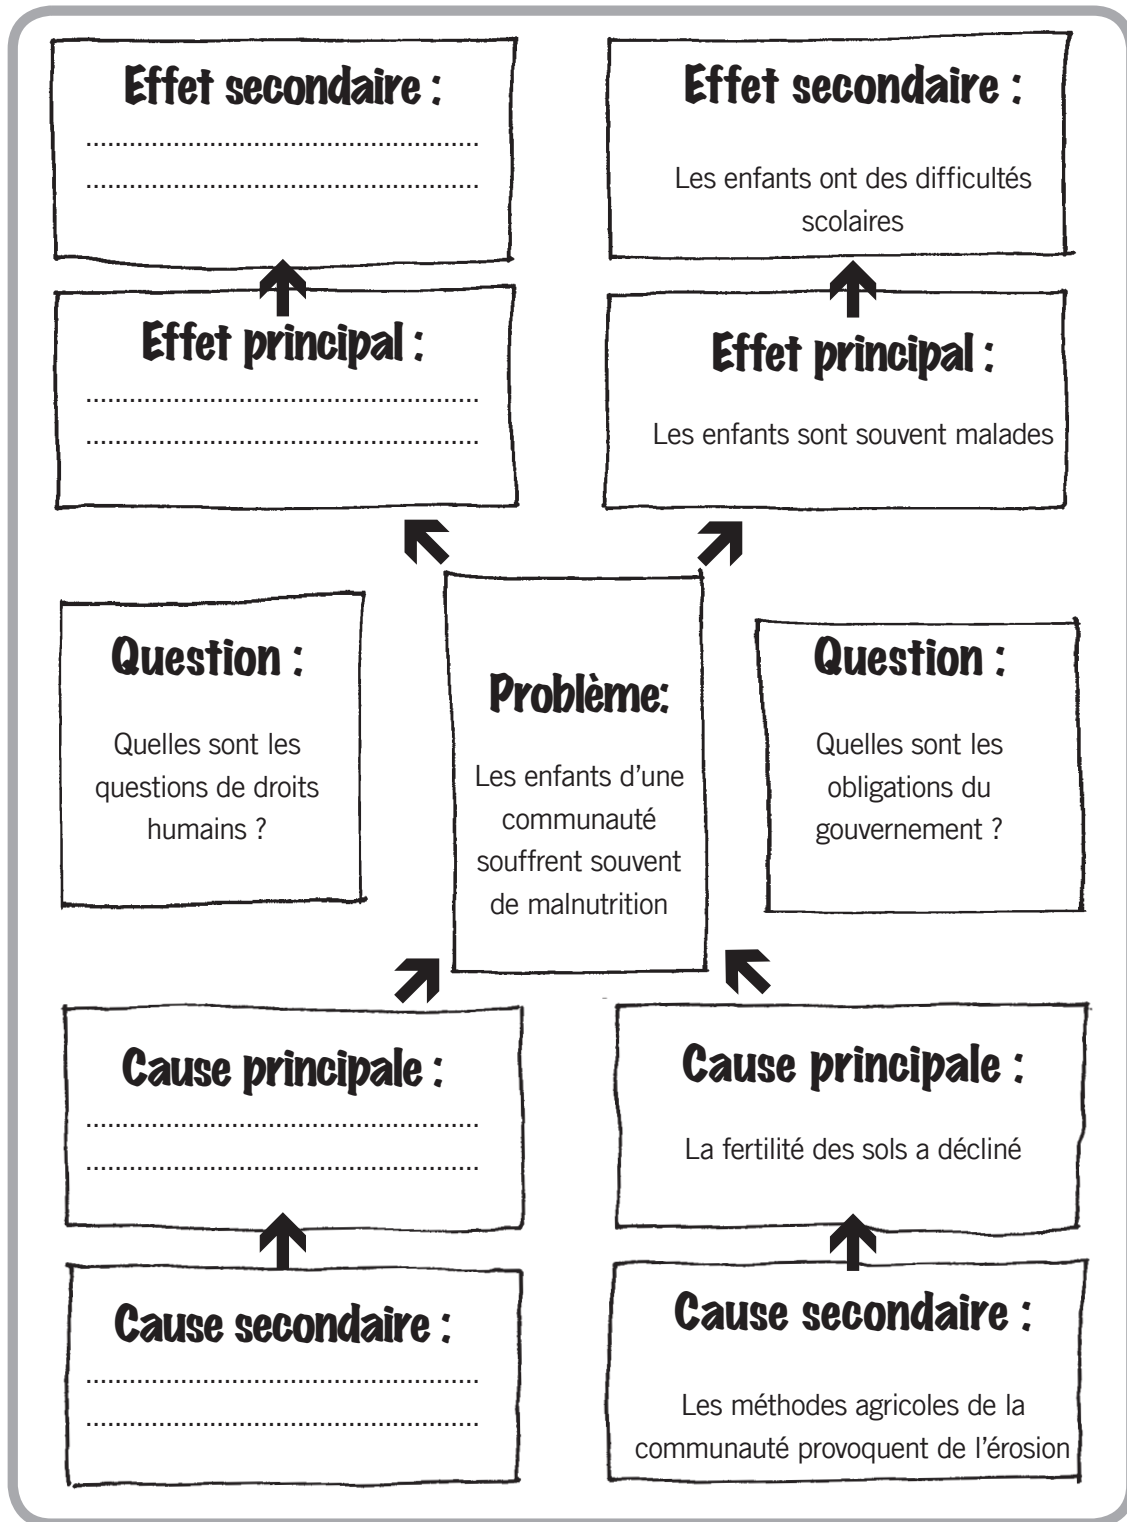 Effet secondaire :
................................................
................................................
Effet secondaire :
Les enfants ont des difficultés
scolaires
Effet principal :
................................................
................................................
Effet principal :
Les enfants sont souvent malades
Question :
Quelles sont les
questions de droits
humains ?
Problème:
Les enfants d’une
communauté
souffrent souvent
de malnutrition
Question :
Quelles sont les
obligations du
gouvernement ?
Cause principale :
................................................
................................................
Cause principale :
La fertilité des sols a décliné
Cause secondaire :
................................................
................................................
Cause secondaire :
Les méthodes agricoles de la
communauté provoquent de l’érosion